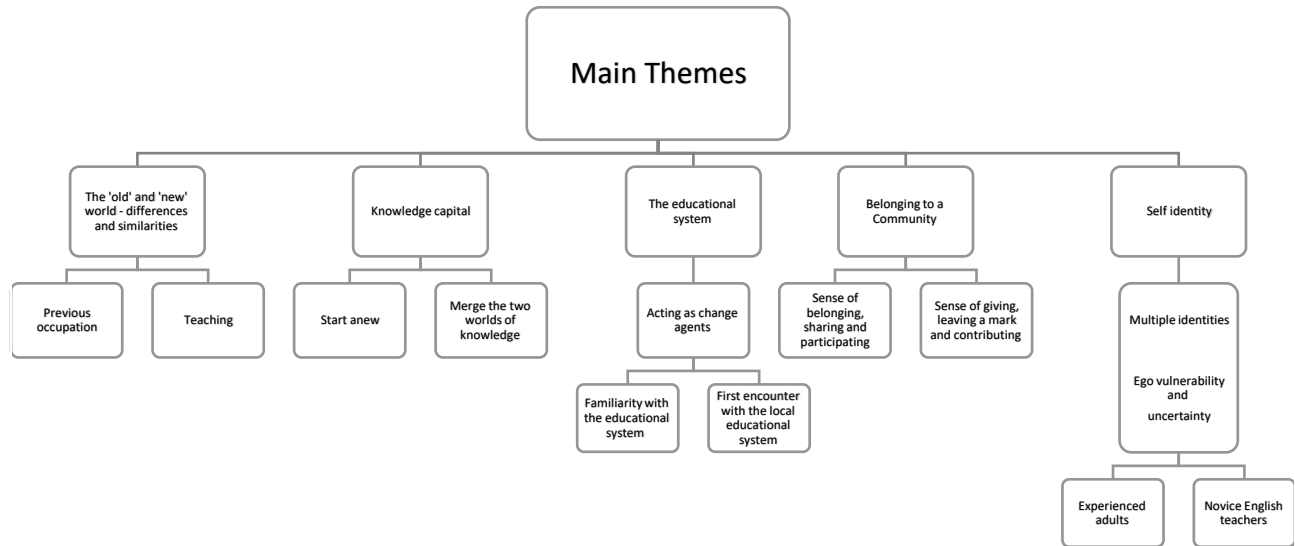 Main Themes
The 'old' and 'new'
world - differences
and similarities
Knowledge capital
The educational
system
Belonging to a
Community
Self identity
Previous
occupation
Teaching
Start anew
Merge the two
worlds of
knowledge
Acting as change
agents
Sense of
belonging,
sharing and
participating
Sense of giving,
leaving a mark
and contributing
Multiple identities
Ego vulnerability
and
uncertainty
Familiarity with
the educational
system
First encounter
with the local
educational
system
Experienced
adults
Novice English
teachers